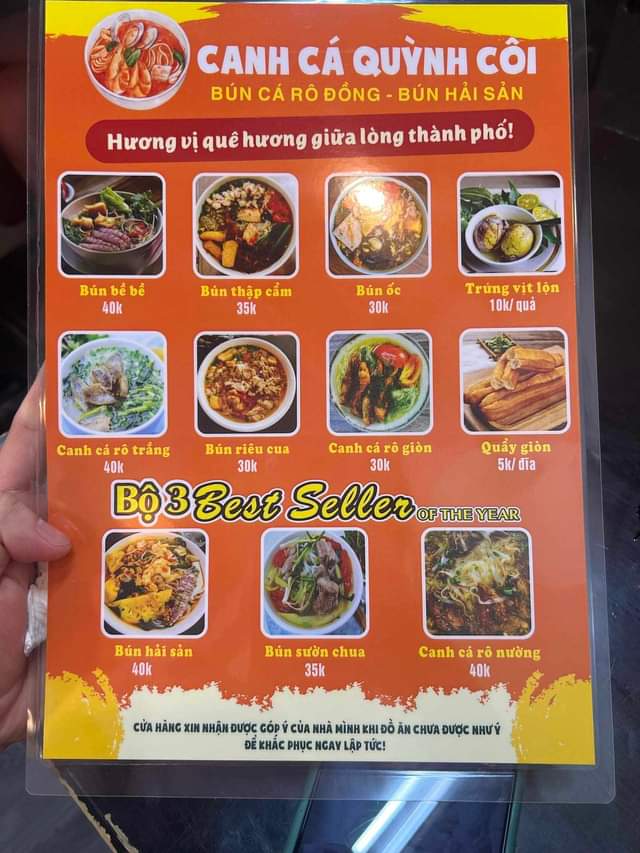 CANH CÁ QUỲNH CÔI
BÚN CÁ RÔ ĐỒNG - BÚN HẢI SẢN
Hương vị quê hương giữa lòng thành phố!
Bún bề bề
40k
Bún thập cẩm
35k
Bún ốc
30k
Trứng vịt lộn
10k/ quả
Canh cá rô trắng
40k
Bún riêu cua
30k
Canh cá rô giòn
30k
Quẩy giòn
5k/ đĩa
Bộ 3 Best Seller OF THE YEAR
Bún hải sản
40k
Bún sườn chua
35k
Canh cá rô nướng
40k
CỬA HÀNG XIN NHẬN ĐƯỢC GÓP Ý CỦA NHÀ MÌNH KHI ĐỒ ĂN CHƯA ĐƯỢC NHƯ Ý
ĐỂ KHẮC PHỤC NGAY LẬP TỨC!